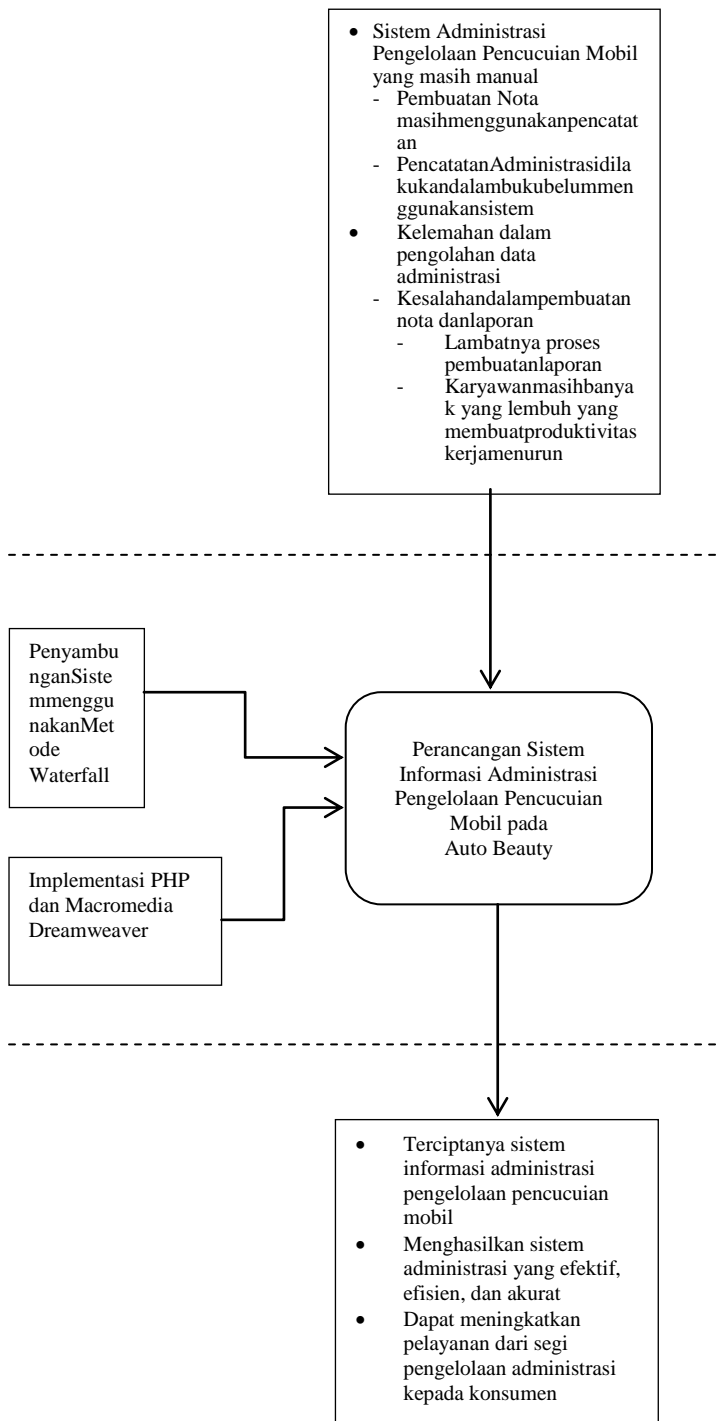 • Sistem Administrasi
Pengelolaan Pencucuian Mobil
yang masih manual
- Pembuatan Nota
masihmenggunakanpencatat
an
- PencatatanAdministrasidila
kukandalambukubelummen
ggunakansistem
• Kelemahan dalam
pengolahan data
administrasi
- Kesalahandalampembuatan
nota danlaporan
- Lambatnya proses
pembuatanlaporan
- Karyawanmasihbanya
k yang lembuh yang
membuatproduktivitas
kerjamenurun
Penyambu
nganSiste
mmenggu
nakanMet
ode
Waterfall
Perancangan Sistem
Informasi Administrasi
Pengelolaan Pencucuian
Mobil pada
Auto Beauty
Implementasi PHP
dan Macromedia
Dreamweaver
• Terciptanya sistem
informasi administrasi
pengelolaan pencucuian
mobil
• Menghasilkan sistem
administrasi yang efektif,
efisien, dan akurat
• Dapat meningkatkan
pelayanan dari segi
pengelolaan administrasi
kepada konsumen